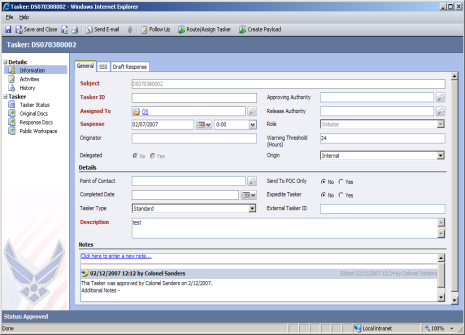 Tasker: DS070380002 - Windows Internet Explorer
File Help
Save and Close Send E-mail Follow Up Route/Assign Tasker Create Payload
Tasker: DS070380002
Details:
Information
Activities
History
Tasker
Tasker Status
Original Docs
Response Docs
Public Workspace
General SSS Draft Response
Subject DS070380002
Tasker ID Approving Authority
Assigned To DS Release Authority
Suspense 02/07/2007 0:00 Role Initiator
Originator Warning Threshold (Hours) 24
Delegated No Yes Origin Internal
Details
Point of Contact Send To POC Only No Yes
Completed Date Expedite Tasker No Yes
Tasker Type Standard External Tasker ID
Description test
Notes
Click here to enter a new note...
02/12/2007 12:12 by Colonel Sanders Edited 02/12/2007 12:24 by Colonel Sanders
This Tasker was approved by Colonel Sanders on 2/12/2007.
Additional Notes -
Status: Approved
Done Local intranet 100%